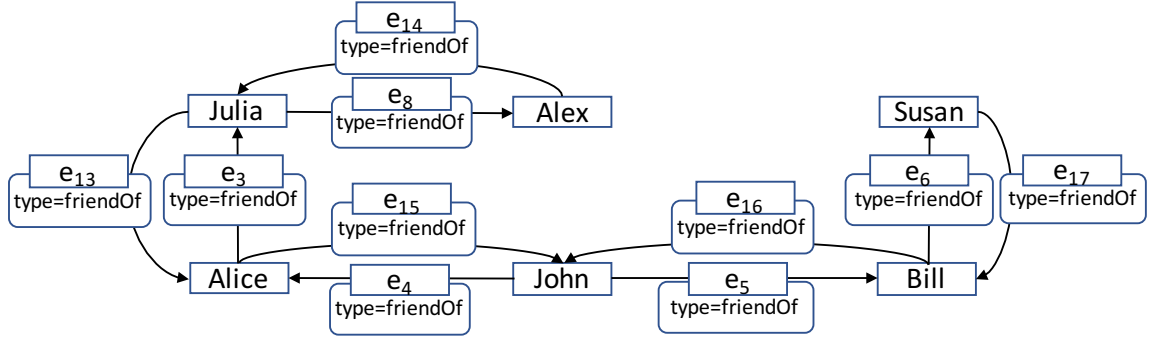 e14
type=friendOf
Julia
e8
type=friendOf
Alex
Susan
e13
type=friendOf
e3
type=friendOf
e15
type=friendOf
e16
type=friendOf
e6
type=friendOf
e17
type=friendOf
Alice
e4
type=friendOf
John
e5
type=friendOf
Bill